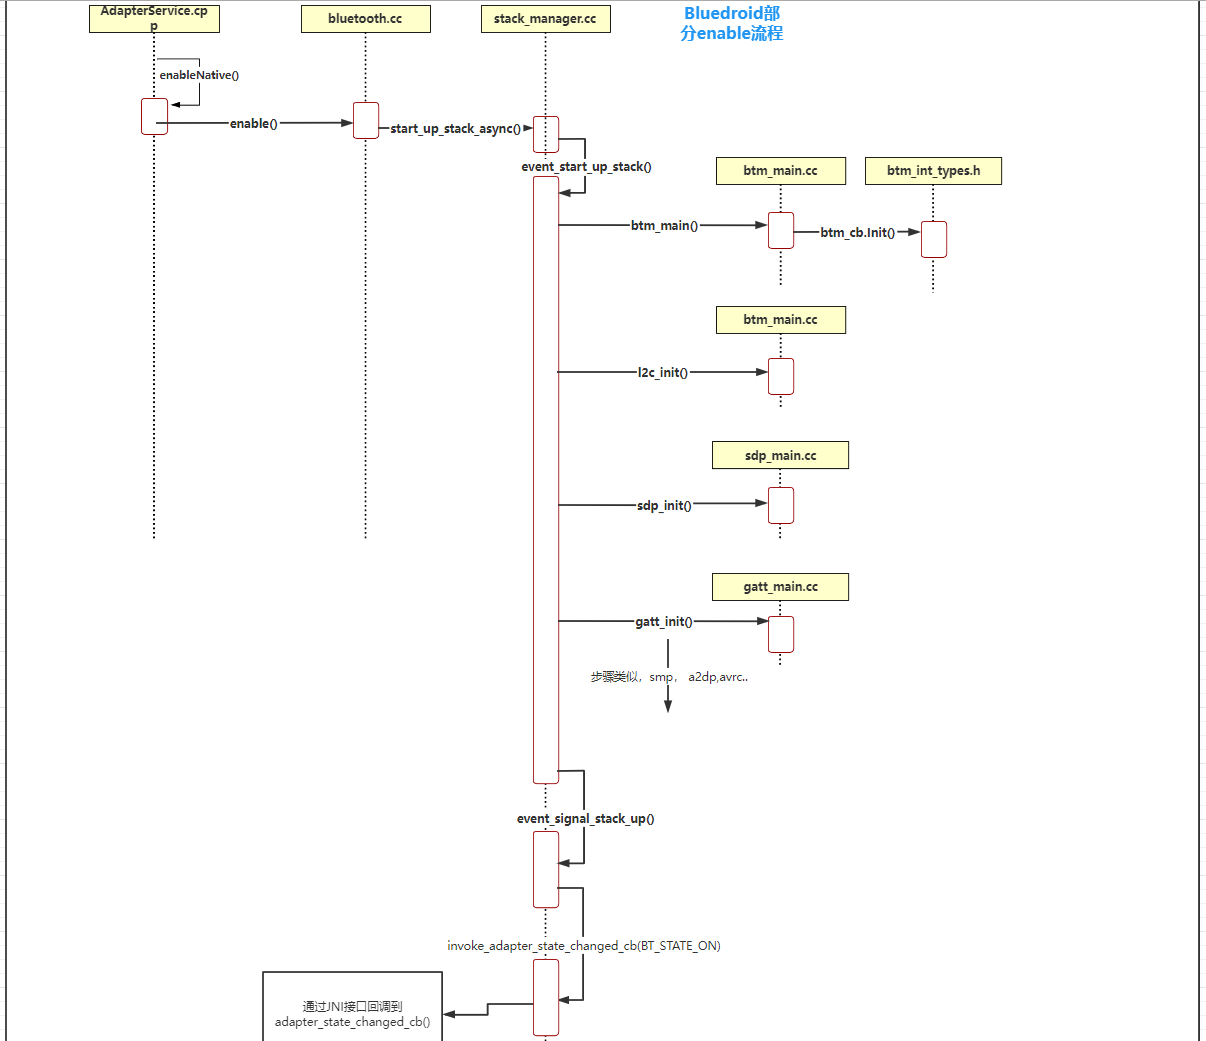 AdapterService.cp
p
bluetooth.cc
stack_manager.cc
Bluedroid部
分enable流程
enableNative()
enable()
start_up_stack_async()
event_start_up_stack()
btm_main.cc
btm_int_types.h
btm_main()
btm_cb.Init()
btm_main.cc
l2c_init()
sdp_main.cc
sdp_init()
gatt_main.cc
gatt_init()
步骤类似，smp， a2dp,avrc..
event_signal_stack_up()
invoke_adapter_state_changed_cb(BT_STATE_ON)
通过JNI接口回调到
adapter_state_changed_cb()